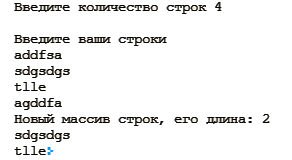 Введите количество строк 4
Введите ваши строки
addfsa
sdgsdgs
tlle
agddfa
Новый массив строк, его длина: 2
sdgsdgs
tlle